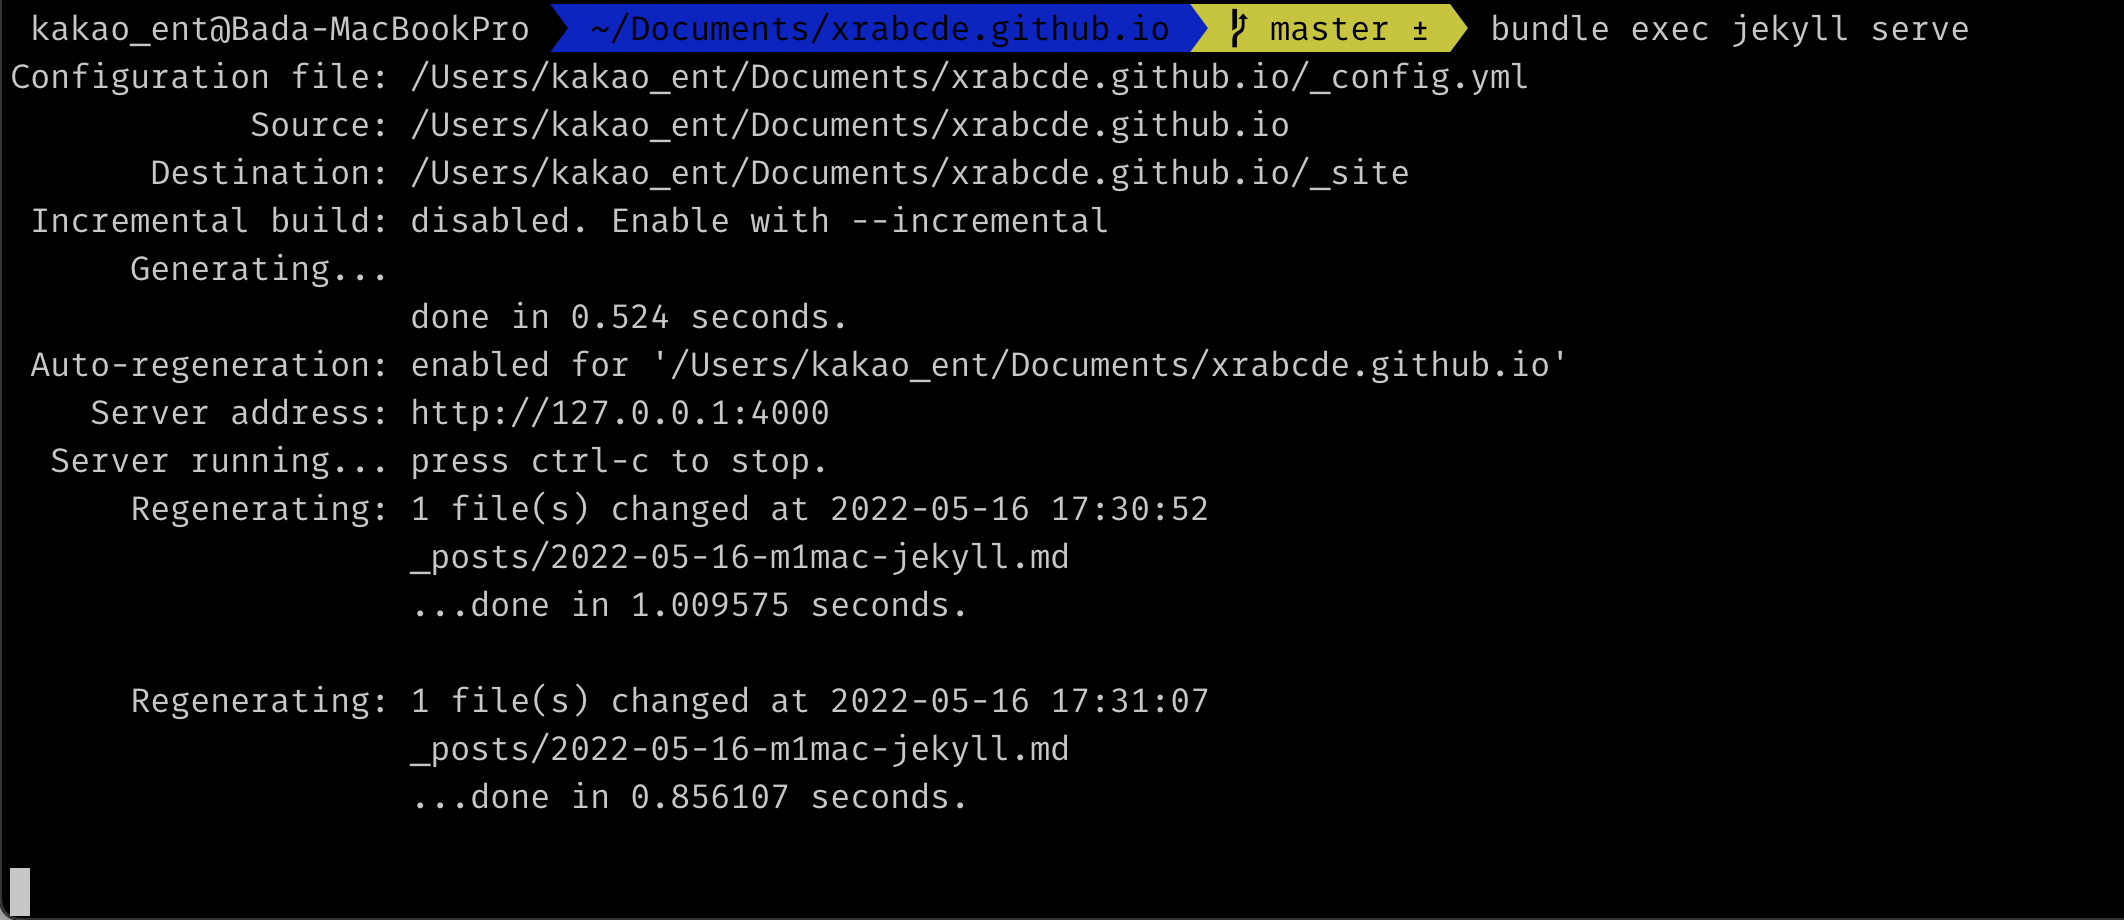 kakao_ent@Bada-MacBookPro ~/Documents/xrabcde.github.io master ± bundle exec jekyll serve
Configuration file: /Users/kakao_ent/Documents/xrabcde.github.io/_config.yml
Source: /Users/kakao_ent/Documents/xrabcde.github.io
Destination: /Users/kakao_ent/Documents/xrabcde.github.io/_site
Incremental build: disabled. Enable with --incremental
Generating...
done in 0.524 seconds.
Auto-regeneration: enabled for '/Users/kakao_ent/Documents/xrabcde.github.io'
Server address: http://127.0.0.1:4000
Server running... press ctrl-c to stop.
Regenerating: 1 file(s) changed at 2022-05-16 17:30:52
_posts/2022-05-16-m1mac-jekyll.md
...done in 1.009575 seconds.
Regenerating: 1 file(s) changed at 2022-05-16 17:31:07
_posts/2022-05-16-m1mac-jekyll.md
...done in 0.856107 seconds.